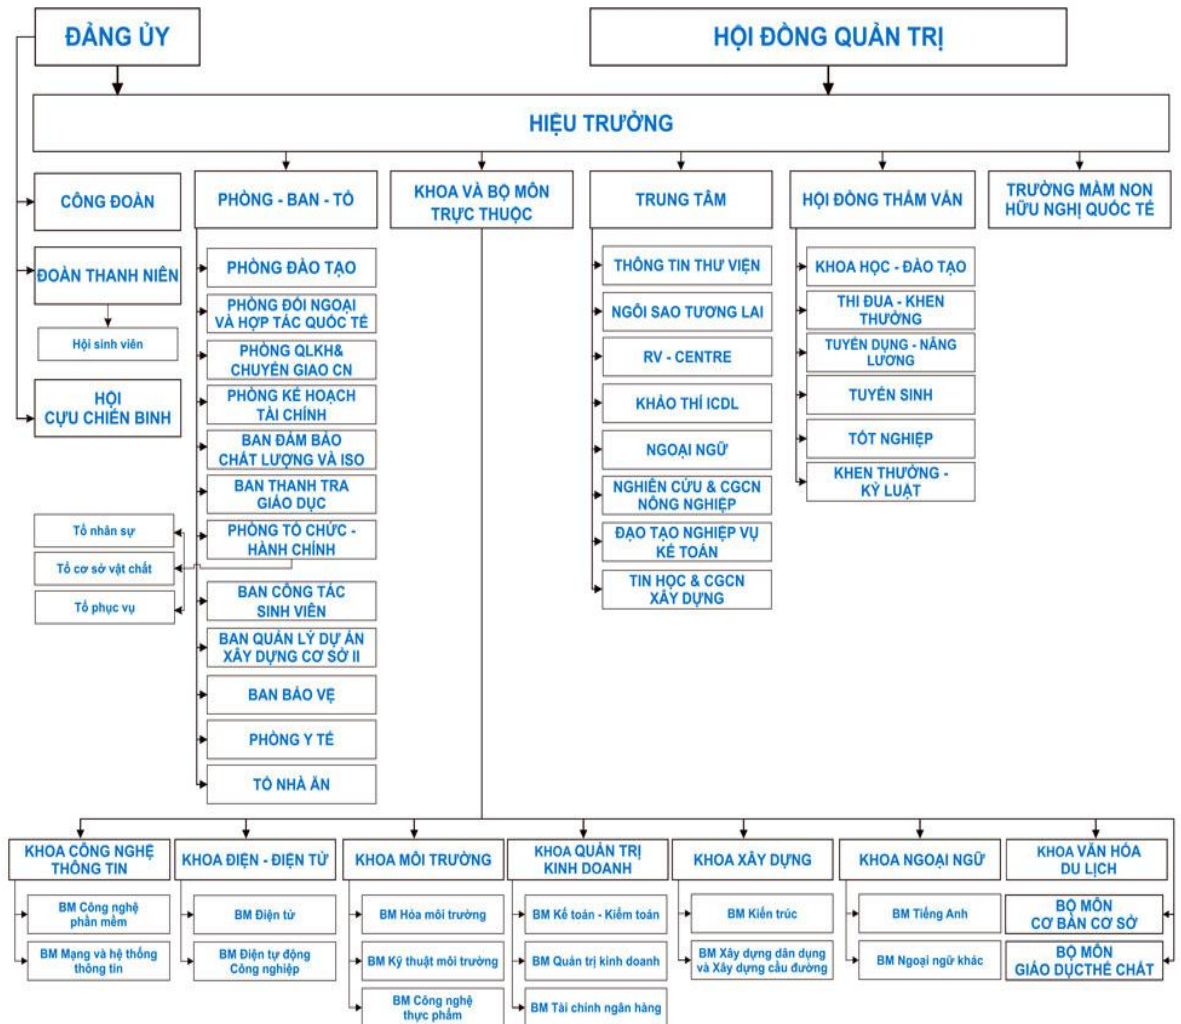 ĐẢNG ỦY
HỘI ĐỒNG QUẢN TRỊ
HIỆU TRƯỞNG
CÔNG ĐOÀN
ĐOÀN THANH NIÊN
Hội sinh viên
HỘI
CỰU CHIẾN BINH
PHÒNG - BAN - TỔ
PHÒNG ĐÀO TẠO
PHÒNG ĐỐI NGOẠI
VÀ HỢP TÁC QUỐC TẾ
PHÒNG QLKH&
CHUYỂN GIAO CN
PHÒNG KẾ HOẠCH
TÀI CHÍNH
BAN ĐẢM BẢO
CHẤT LƯỢNG VÀ ISO
BAN THANH TRA
GIÁO DỤC
PHÒNG TỔ CHỨC -
HÀNH CHÍNH
Tổ nhân sự
Tổ cơ sở vật chất
Tổ phục vụ
BAN CÔNG TÁC
SINH VIÊN
BAN QUẢN LÝ DỰ ÁN
XÂY DỰNG CƠ SỞ II
BAN BẢO VỆ
PHÒNG Y TẾ
TỔ NHÀ ĂN
KHOA VÀ BỘ MÔN
TRỰC THUỘC
TRUNG TÂM
THÔNG TIN THƯ VIỆN
NGÔI SAO TƯƠNG LAI
RV - CENTRE
KHẢO THÍ ICDL
NGOẠI NGỮ
NGHIÊN CỨU & CGCN
NÔNG NGHIỆP
ĐẠO TẠO NGHIỆP VỤ
KẾ TOÁN
TIN HỌC & CGCN
XÂY DỰNG
HỘI ĐỒNG THẨM VẤN
KHOA HỌC - ĐÀO TẠO
THI ĐUA - KHEN
THƯỞNG
TUYỂN DỤNG - NÂNG
LƯƠNG
TUYỂN SINH
TỐT NGHIỆP
KHEN THƯỞNG -
KỶ LUẬT
TRƯỜNG MẦM NON
HỮU NGHỊ QUỐC TẾ
KHOA CÔNG NGHỆ
THÔNG TIN
BM Công nghệ
phần mềm
BM Mạng và hệ thống
thông tin
KHOA ĐIỆN - ĐIỆN TỬ
BM Điện tử
BM Điện tự động
Công nghiệp
KHOA MÔI TRƯỜNG
BM Hóa môi trường
BM Kỹ thuật môi trường
BM Công nghệ
thực phẩm
KHOA QUẢN TRỊ
KINH DOANH
BM Kế toán - Kiểm toán
BM Quản trị kinh doanh
BM Tài chính ngân hàng
KHOA XÂY DỰNG
BM Kiến trúc
BM Xây dựng dân dụng
và Xây dựng cầu đường
KHOA NGOẠI NGỮ
BM Tiếng Anh
BM Ngoại ngữ khác
KHOA VĂN HÓA
DU LỊCH
BỘ MÔN
CƠ BẢN CƠ SỞ
BỘ MÔN
GIÁO DỤCTHỂ CHẤT